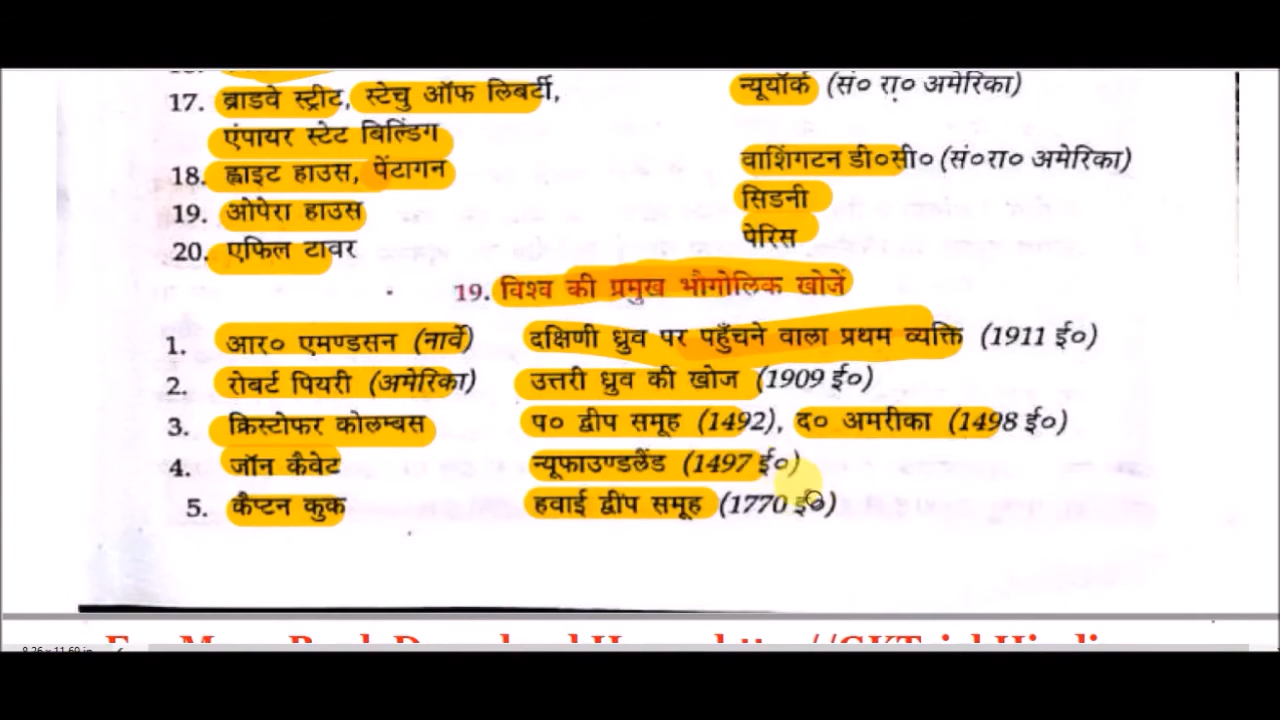 17. ब्राडवे स्ट्रीट, स्टेचु ऑफ लिबर्टी, न्यूयॉर्क (सं० रा० अमेरिका)
एंपायर स्टेट बिल्डिंग
18. ह्वाइट हाउस, पेंटागन वाशिंगटन डी०सी० (सं०रा० अमेरिका)
19. ओपेरा हाउस सिडनी
20. एफिल टावर पेरिस
19. विश्व की प्रमुख भौगोलिक खोजें
1. आर० एमण्डसन (नार्वे) दक्षिणी ध्रुव पर पहुँचने वाला प्रथम व्यक्ति (1911 ई०)
2. रोबर्ट पियरी (अमेरिका) उत्तरी ध्रुव की खोज (1909 ई०)
3. क्रिस्टोफर कोलम्बस प० द्वीप समूह (1492), द० अमरीका (1498 ई०)
4. जॉन कैवेट न्यूफाउण्डलैंड (1497 ई०)
5. कैप्टन कुक हवाई द्वीप समूह (1770 ई०)